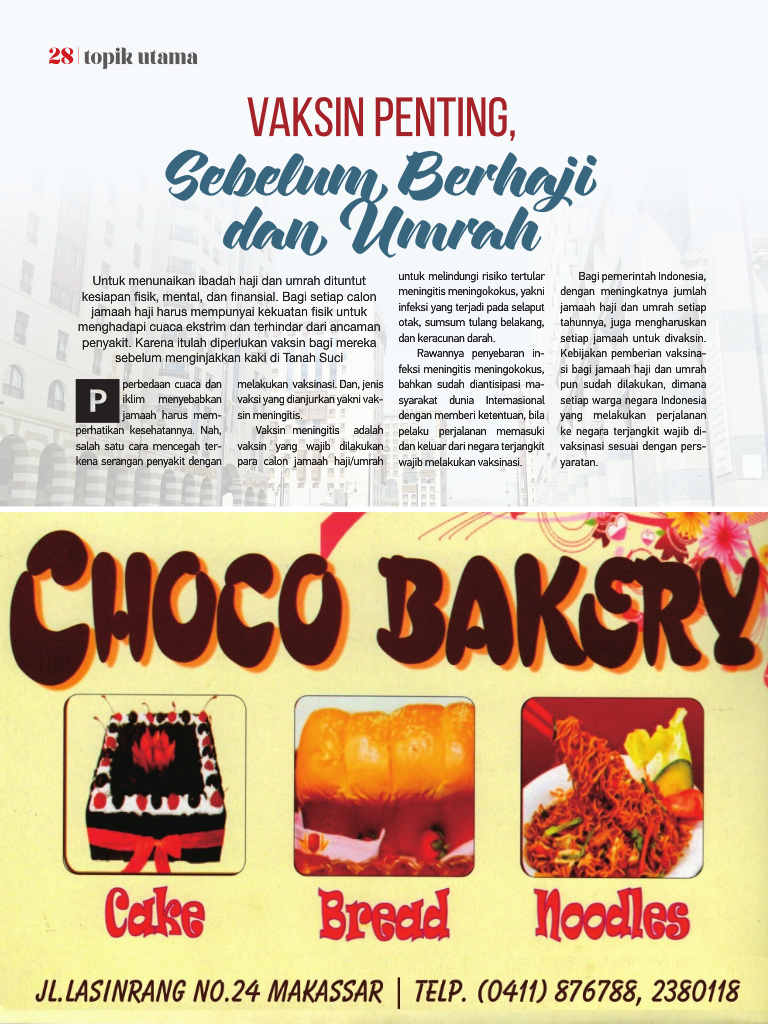 28 | topik utama
VAKSIN PENTING,
Sebelum Berhaji
dan Umrah
Untuk menunaikan ibadah haji dan umrah dituntut
kesiapan fisik, mental, dan finansial. Bagi setiap calon
jamaah haji harus mempunyai kekuatan fisik untuk
menghadapi cuaca ekstrim dan terhindar dari ancaman
penyakit. Karena itulah diperlukan vaksin bagi mereka
sebelum menginjakkan kaki di Tanah Suci
P perbedaan cuaca dan
iklim menyebabkan
jamaah harus mem-
perhatikan kesehatannya. Nah,
salah satu cara mencegah ter-
kena serangan penyakit dengan
melakukan vaksinasi. Dan, jenis
vaksi yang dianjurkan yakni vak-
sin meningitis.
Vaksin meningitis adalah
vaksin yang wajib dilakukan
para calon jamaah haji/umrah
untuk melindungi risiko tertular
meningitis meningokokus, yakni
infeksi yang terjadi pada selaput
otak, sumsum tulang belakang,
dan keracunan darah.
Rawannya penyebaran in-
feksi meningitis meningokokus,
bahkan sudah diantisipasi ma-
syarakat dunia Internasional
dengan memberi ketentuan, bila
pelaku perjalanan memasuki
dan keluar dari negara terjangkit
wajib melakukan vaksinasi.
Bagi pemerintah Indonesia,
dengan meningkatnya jumlah
jamaah haji dan umrah setiap
tahunnya, juga mengharuskan
setiap jamaah untuk divaksin.
Kebijakan pemberian vaksina-
si bagi jamaah haji dan umrah
pun sudah dilakukan, dimana
setiap warga negara Indonesia
yang melakukan perjalanan
ke negara terjangkit wajib di-
vaksinasi sesuai dengan pers-
yaratan.
CHOCO BAKERY
Cake
Bread
Noodles
JL.LASINRANG NO.24 MAKASSAR | TELP. (0411) 876788, 2380118